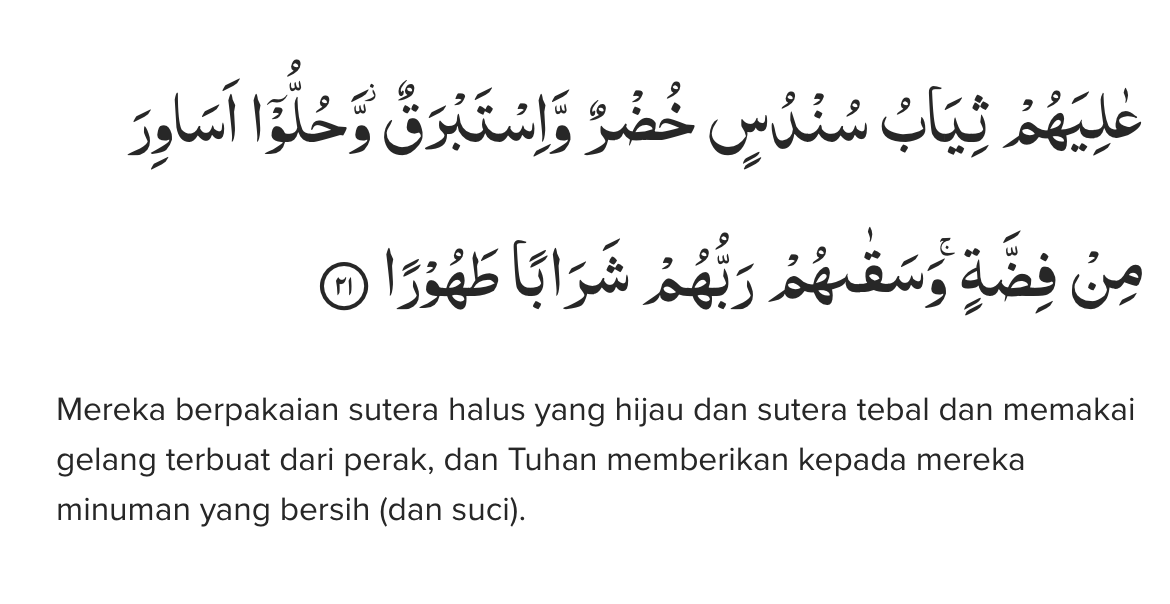 عٰلِيَهُمْ ثِيَابُ سُنْدُسٍ خُضْرٌ وَّاِسْتَبْرَقٌ ۖوَّحُلُّوْٓا اَسَاوِرَ
مِنْ فِضَّةٍۚ وَسَقٰىهُمْ رَبُّهُمْ شَرَابًا طَهُوْرًا ٢١
Mereka berpakaian sutera halus yang hijau dan sutera tebal dan memakai
gelang terbuat dari perak, dan Tuhan memberikan kepada mereka
minuman yang bersih (dan suci).